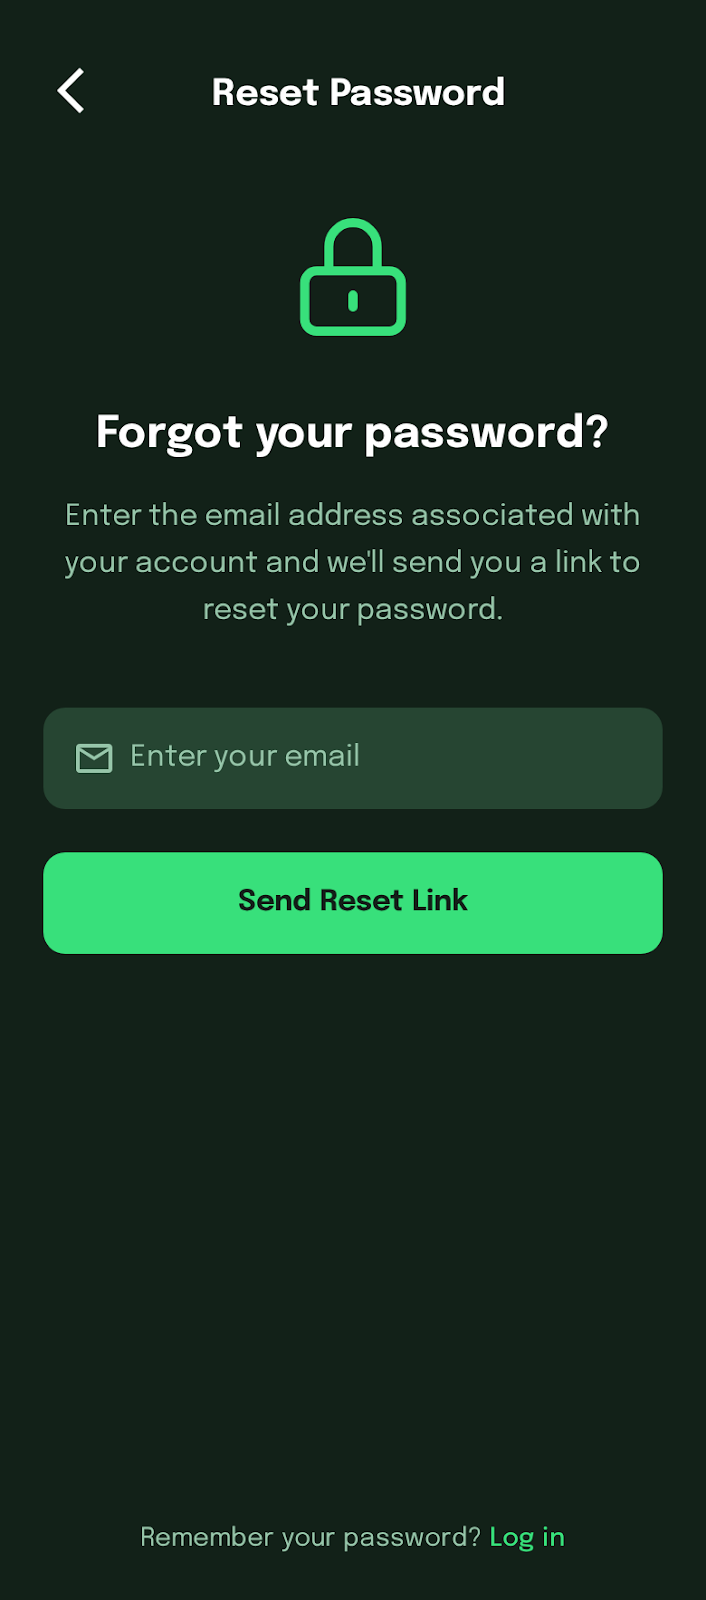 Reset Password
Forgot your password?
Enter the email address associated with
your account and we'll send you a link to
reset your password.
Enter your email
Send Reset Link
Remember your password? Log in